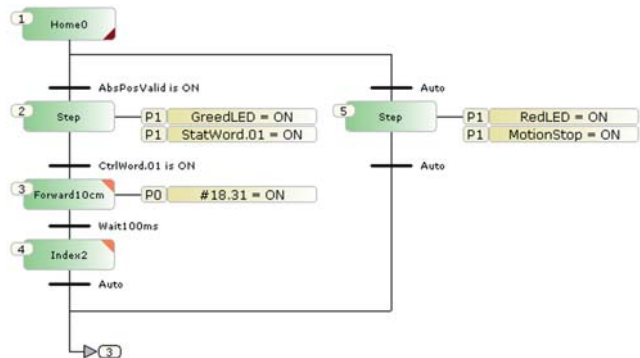 1 Home0
AbsPosValid is ON
Auto
2 Step
P1 GreedLED = ON
P1 StatWord.01 = ON
5 Step
P1 RedLED = ON
P1 MotionStop = ON
CtrlWord.01 is ON
Auto
3 Forward10cm
P0 #18.31 = ON
Wait100ms
4 Index2
Auto
3